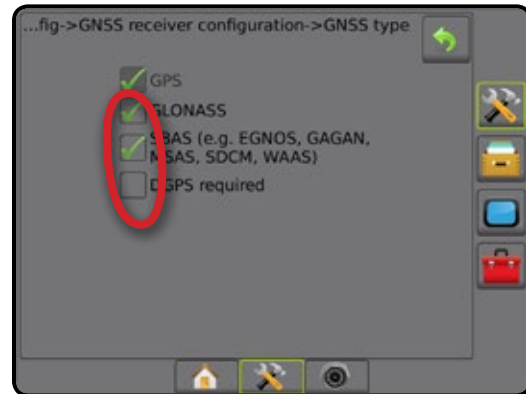 ...fig->GNSS receiver configuration->GNSS type
GPS
GLONASS
SBAS (e.g. EGNOS, GAGAN,
MSAS, SDCM, WAAS)
DGPS required